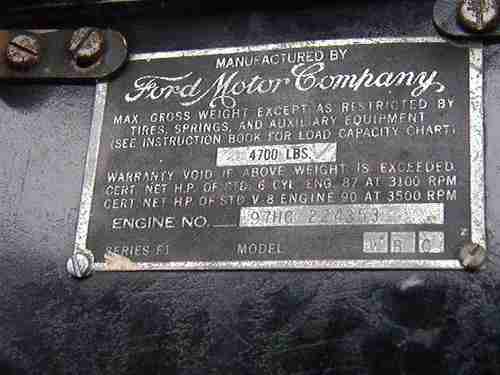 MANUFACTURED BY
Ford Motor Company
MAX. GROSS WEIGHT EXCEPT AS RESTRICTED BY
TIRES, SPRINGS, AND AUXILIARY EQUIPMENT
(SEE INSTRUCTION BOOK FOR LOAD CAPACITY CHART)
4700 LBS.
WARRANTY VOID IF ABOVE WEIGHT IS EXCEEDED
CERT. NET H.P. OF STD. 6 CYL. ENG. 87 AT 3100 RPM
CERT. NET H.P. OF STD V 8 ENGINE 90 AT 3500 RPM
ENGINE NO.
SERIES-F1 MODEL